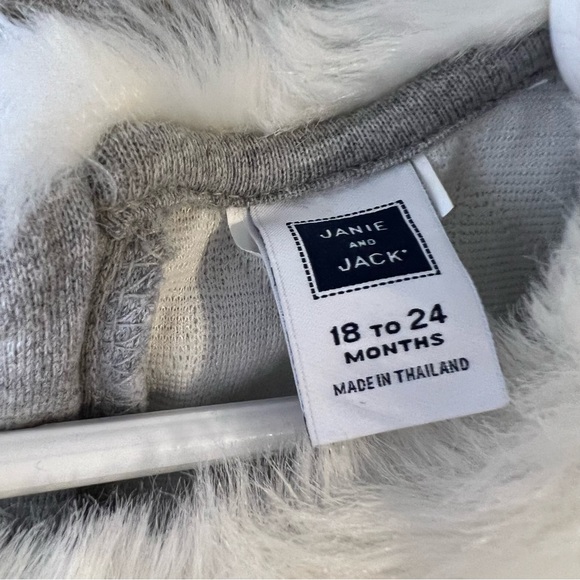 JANIE
AND
JACK
18 TO 24
MONTHS
MADE IN THAILAND